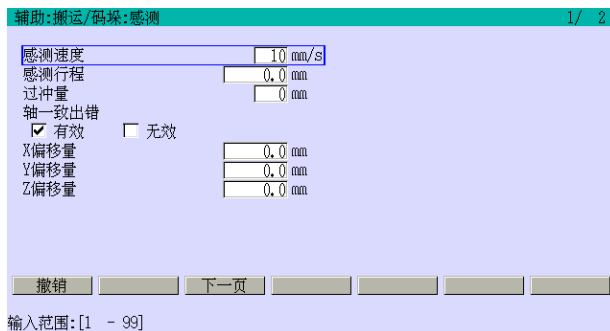 辅助:搬运/码垛:感测 1/ 2
感测速度 10 mm/s
感测行程 0.0 mm
过冲量 0 mm
轴一致出错
有效 无效
X偏移量 0.0 mm
Y偏移量 0.0 mm
Z偏移量 0.0 mm
撤销 下一页
输入范围:[1 - 99]